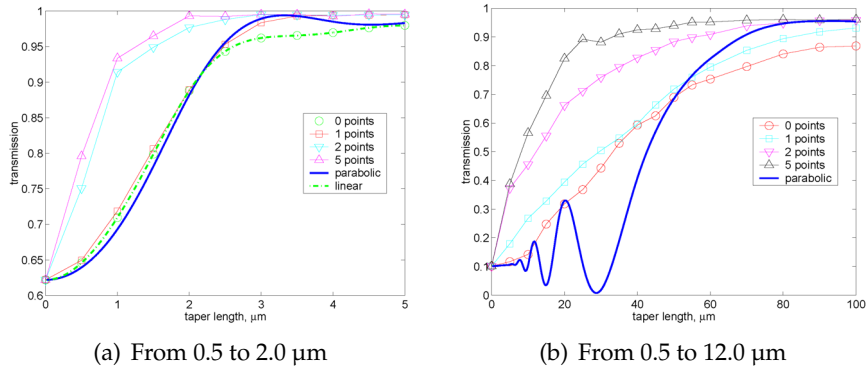 1
0.95
0.9
0.85
0.8
0.75
0.7
0.65
0.6
transmission
0 points
1 points
2 points
5 points
parabolic
linear
0 1 2 3 4 5
taper length, μm
(a) From 0.5 to 2.0 µm
1
0.9
0.8
0.7
0.6
0.5
0.4
0.3
0.2
0.1
0
transmission
0 points
1 points
2 points
5 points
parabolic
0 20 40 60 80 100
taper length, μm
(b) From 0.5 to 12.0 µm